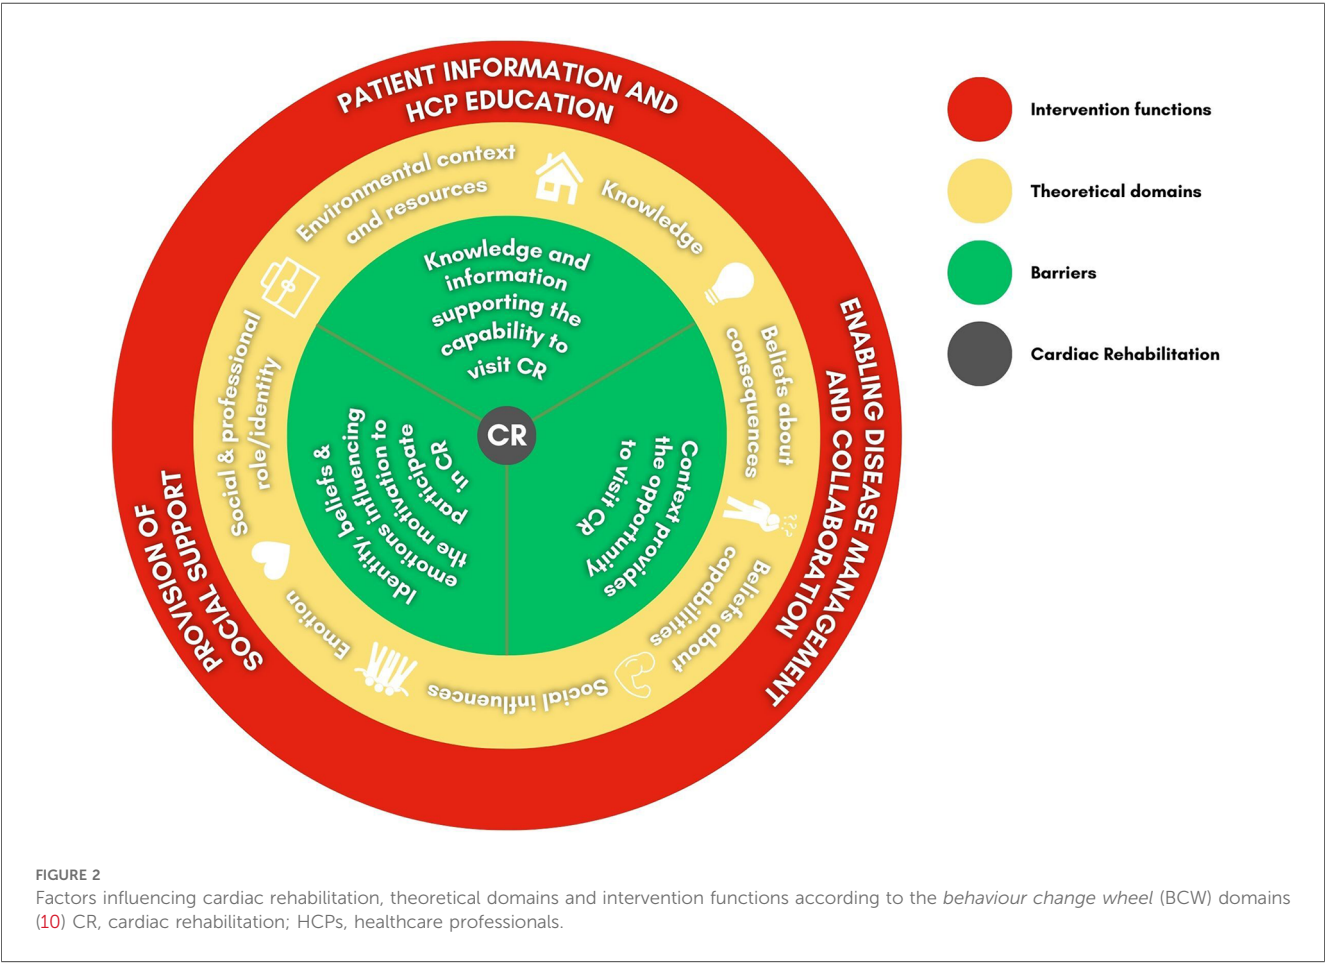 PATIENT INFORMATION AND
HCP EDUCATION
ENABLING DISEASE MANAGEMENT
AND COLLABORATION
PROVISION OF
SOCIAL SUPPORT
Environmental context
and resources
Knowledge
Beliefs about
consequences
Beliefs about
capabilities
Social influences
Emotion
Social & professional
role/identity
Knowledge and
information
supporting the
capability to
visit CR
Context provides
the opportunity
to visit CR
Identity, beliefs &
emotions influencing
the motivation to
participate
in CR
CR
Intervention functions
Theoretical domains
Barriers
Cardiac Rehabilitation
FIGURE 2
Factors influencing cardiac rehabilitation, theoretical domains and intervention functions according to the behaviour change wheel (BCW) domains
(10) CR, cardiac rehabilitation; HCPs, healthcare professionals.